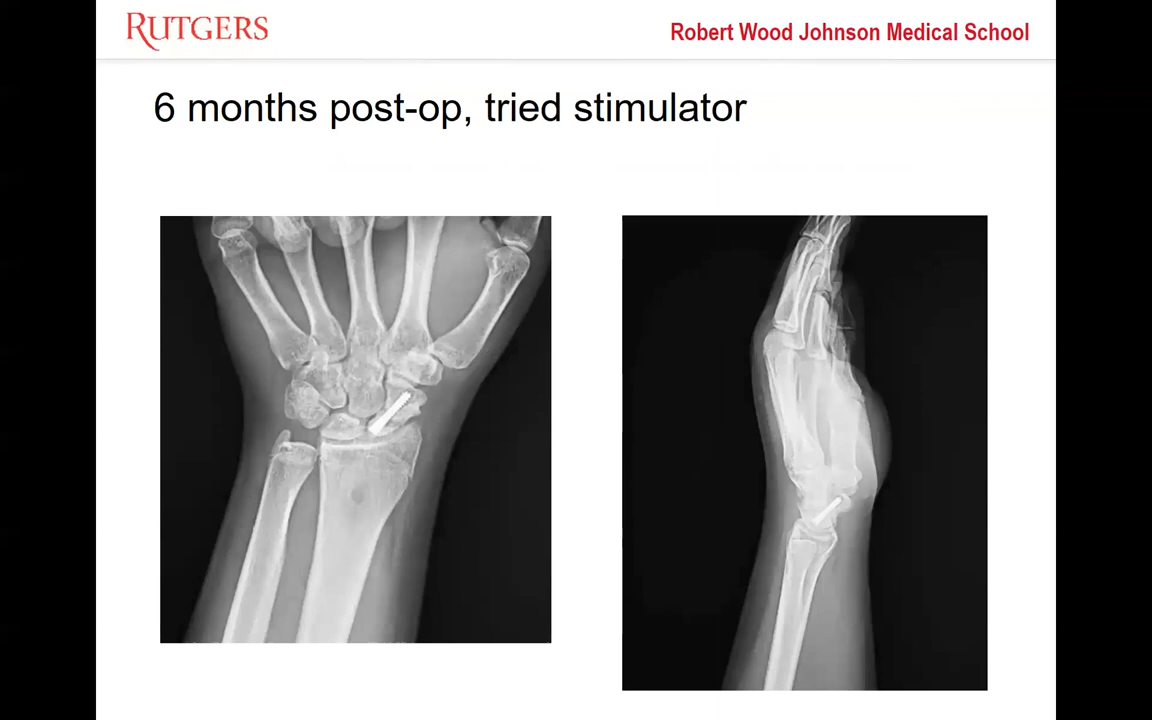 RUTGERS
Robert Wood Johnson Medical School
6 months post-op, tried stimulator